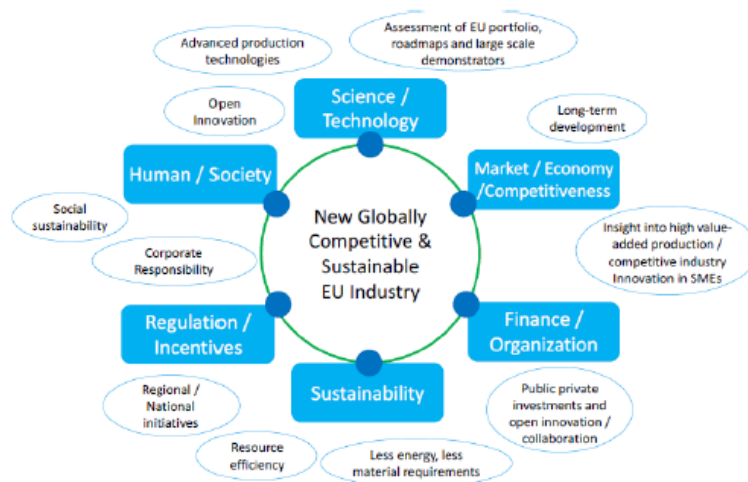 Advanced production
technologies
Assessment of EU portfolio,
roadmaps and large scale
demonstrators
Open
Innovation
Science /
Technology
Long-term
development
Human / Society
Market / Economy
/Competitiveness
Social
sustainability
Corporate
Responsibility
New Globally
Competitive &
Sustainable
EU Industry
Insight into high value-
added production /
competitive industry
Innovation in SMEs
Regulation /
Incentives
Finance /
Organization
Sustainability
Regional /
National
initiatives
Public private
investments and
open innovation /
collaboration
Resource
efficiency
Less energy, less
material requirements